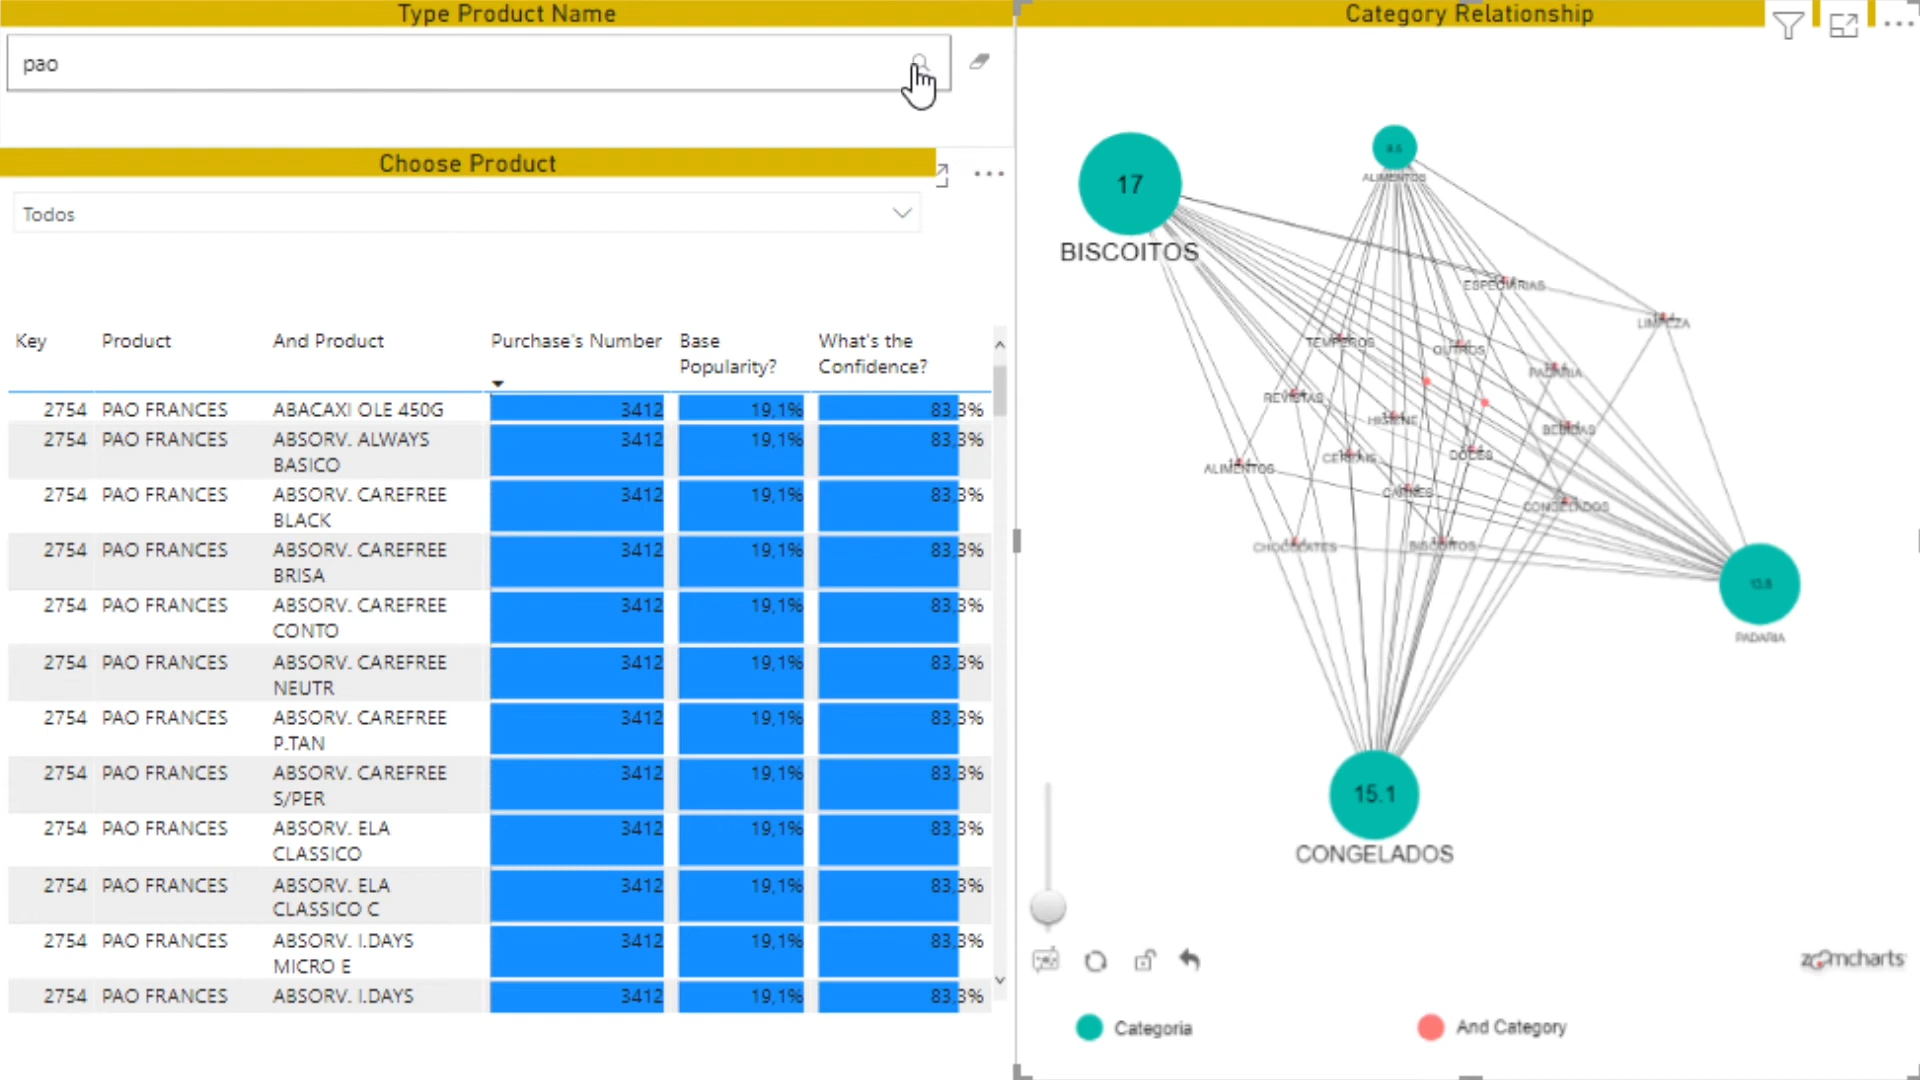 Type Product Name
pao
Choose Product
Todos
Key Product And Product Purchase's Number Base Popularity? What's the Confidence?
2754 PAO FRANCES ABACAXI OLE 450G 3412 19,1% 83,3%
2754 PAO FRANCES ABSORV. ALWAYS BASICO 3412 19,1% 83,3%
2754 PAO FRANCES ABSORV. CAREFREE BLACK 3412 19,1% 83,3%
2754 PAO FRANCES ABSORV. CAREFREE BRISA 3412 19,1% 83,3%
2754 PAO FRANCES ABSORV. CAREFREE CONTO 3412 19,1% 83,3%
2754 PAO FRANCES ABSORV. CAREFREE NEUTR 3412 19,1% 83,3%
2754 PAO FRANCES ABSORV. CAREFREE P.TAN 3412 19,1% 83,3%
2754 PAO FRANCES ABSORV. CAREFREE S/PER 3412 19,1% 83,3%
2754 PAO FRANCES ABSORV. ELA CLASSICO 3412 19,1% 83,3%
2754 PAO FRANCES ABSORV. ELA CLASSICO C 3412 19,1% 83,3%
2754 PAO FRANCES ABSORV. I.DAYS MICRO E 3412 19,1% 83,3%
2754 PAO FRANCES ABSORV. I.DAYS 3412 19,1% 83,3%
Category Relationship
17
BISCOITOS
ALIMENTOS
ESPECIARIAS
LIMPEZA
TEMPEROS
OUTROS
PADARIA
REVISTAS
HIGIENE
BEBIDAS
CEREAIS
DOCES
ALIMENTOS
CARNES
CONGELADOS
CHOCOLATES
BISCOITOS
13.8
PADARIA
15.1
CONGELADOS
zoomcharts
Categoria
And Category